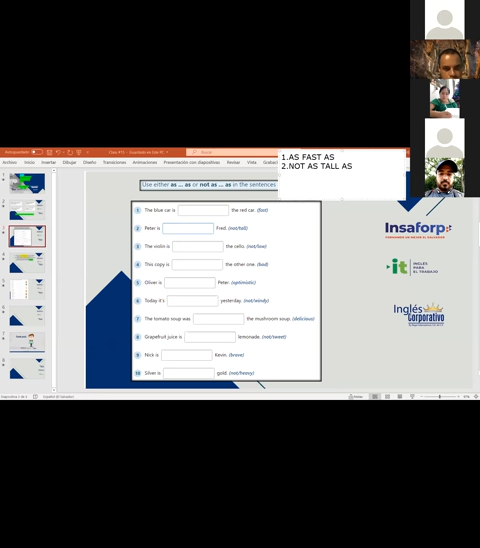 1.AS FAST AS
2.NOT AS TALL AS
Archivo Inicio Insertar Dibujar Diseño Transiciones Animaciones Presentación con diapositivas Revisar Vista
Use either as ... as or not as ... as in the sentences
1 The blue car is the red car. (fast)
2 Peter is Fred. (not/tall)
3 The violin is the cello. (not/low)
4 This copy is the other one. (bad)
5 Oliver is Peter. (optimistic)
6 Today it's yesterday. (not/windy)
7 The tomato soup was the mushroom soup. (delicious)
8 Grapefruit juice is lemonade. (not/sweet)
9 Nick is Kevin. (brave)
10 Silver is gold. (not/heavy)
Insaforp
it INGLÉS PARA EL TRABAJO
Inglés
Corporativo
Español (El Salvador)